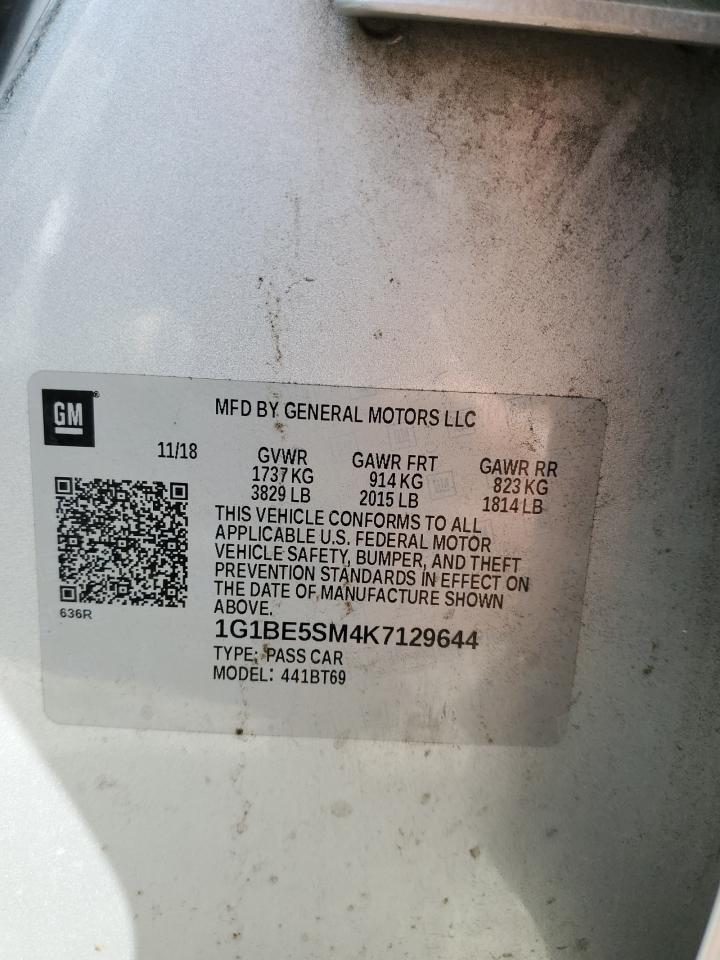 GM
MFD BY GENERAL MOTORS LLC
11/18
GVWR
1737 KG
3829 LB
GAWR FRT
914 KG
2015 LB
GAWR RR
823 KG
1814 LB
THIS VEHICLE CONFORMS TO ALL
APPLICABLE U.S. FEDERAL MOTOR
VEHICLE SAFETY, BUMPER, AND THEFT
PREVENTION STANDARDS IN EFFECT ON
THE DATE OF MANUFACTURE SHOWN
ABOVE.
636R
1G1BE5SM4K7129644
TYPE: PASS CAR
MODEL: 441BT69